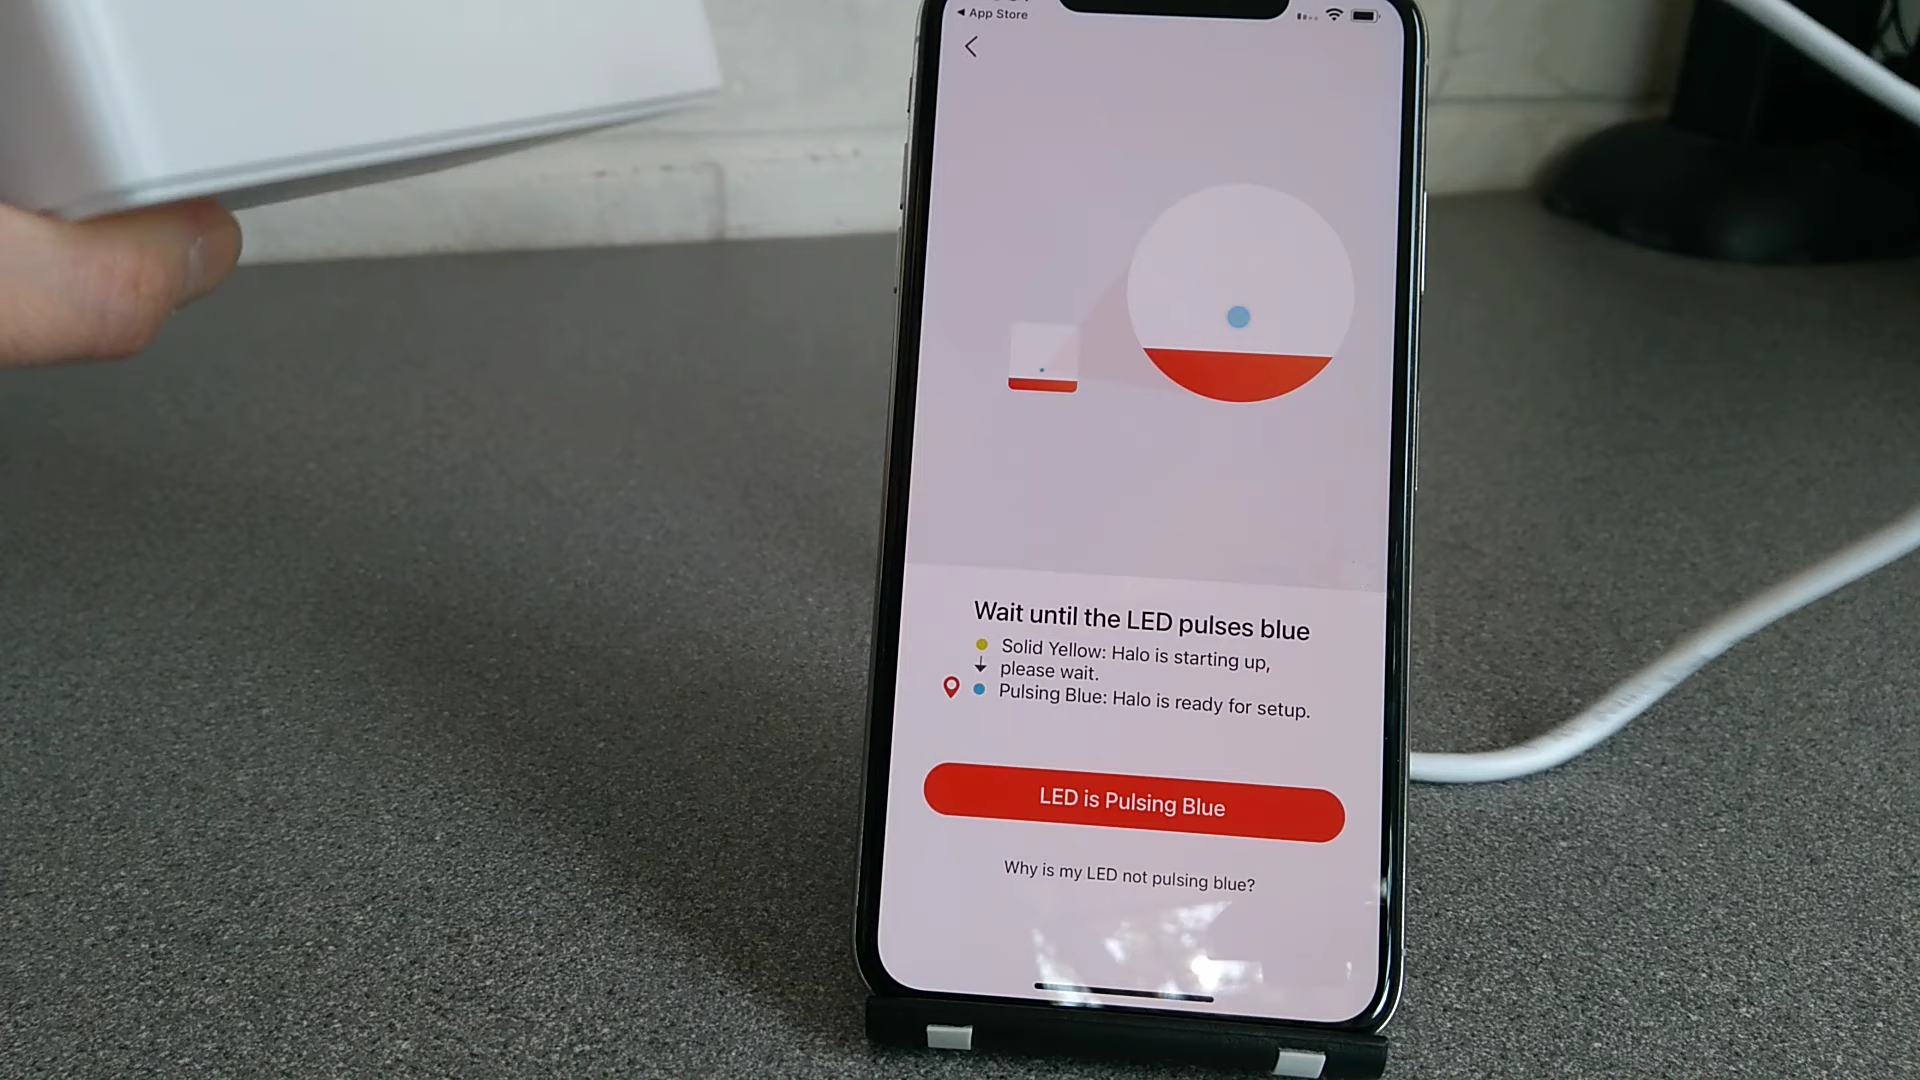 App Store
Wait until the LED pulses blue
Solid Yellow: Halo is starting up,
please wait.
Pulsing Blue: Halo is ready for setup.
LED is Pulsing Blue
Why is my LED not pulsing blue?